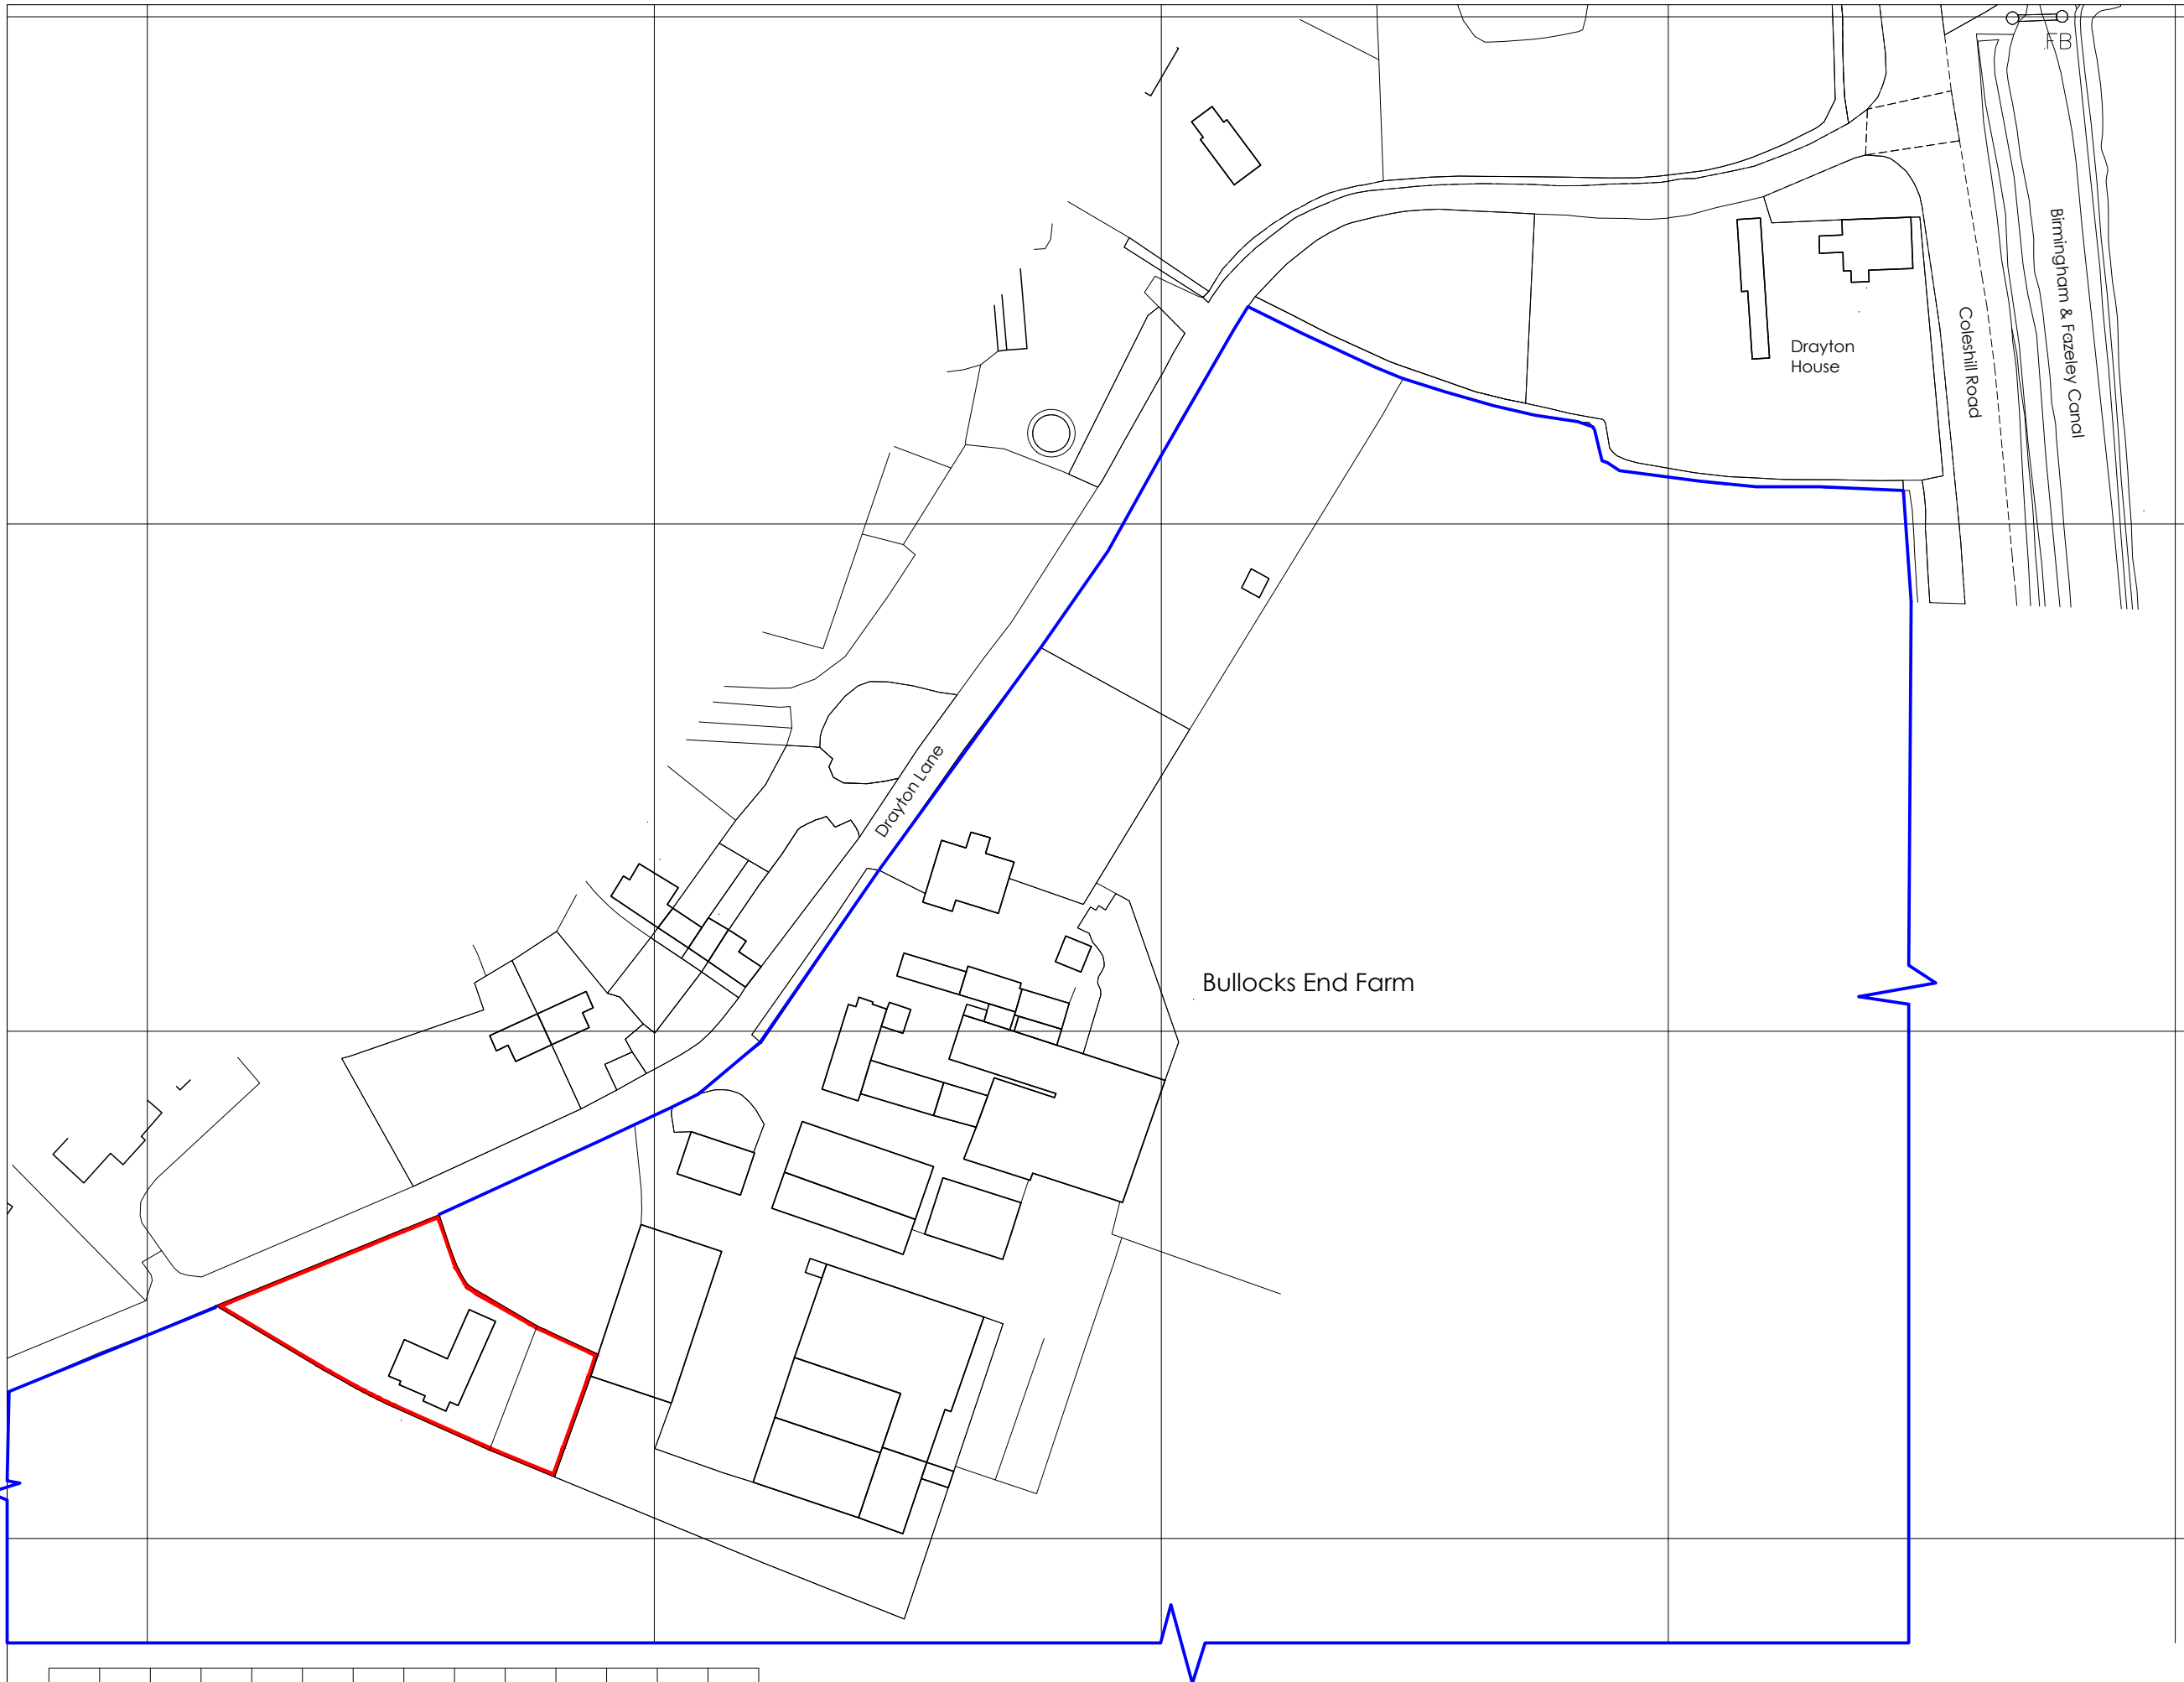 FB
Birmingham & Fazeley Canal
Coleshill Road
Drayton
House
Drayton Lane
Bullocks End Farm